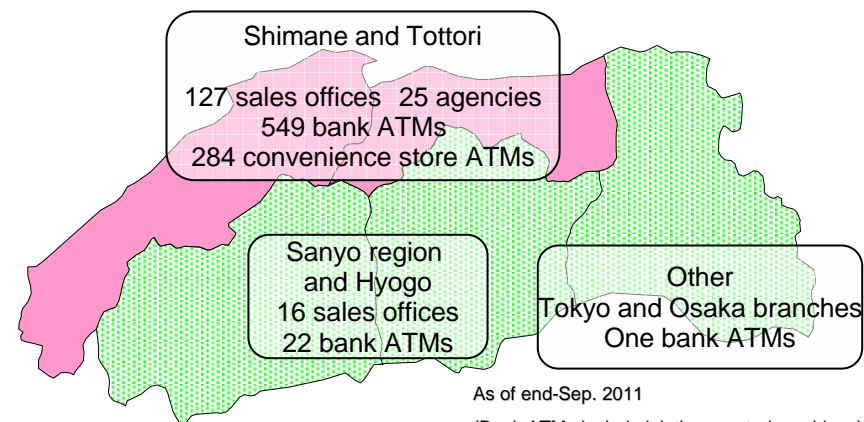 Shimane and Tottori
127 sales offices 25 agencies
549 bank ATMs
284 convenience store ATMs
Sanyo region
and Hyogo
16 sales offices
22 bank ATMs
Other
Tokyo and Osaka branches
One bank ATMs
As of end-Sep. 2011